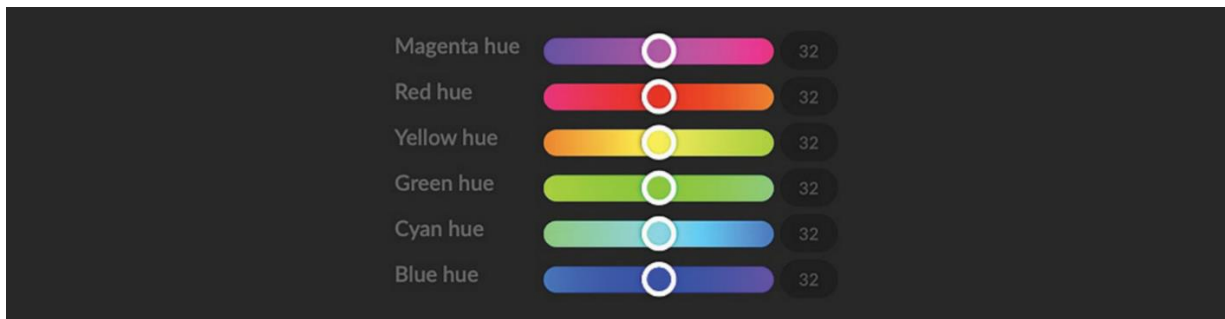 Magenta hue 32
Red hue 32
Yellow hue 32
Green hue 32
Cyan hue 32
Blue hue 32